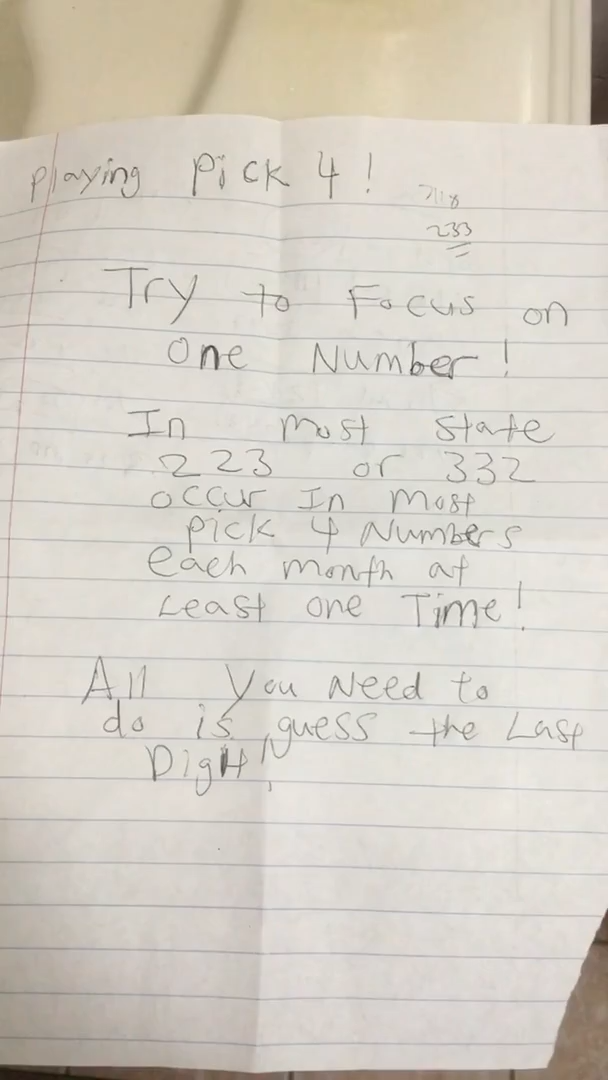 Playing Pick 4!
233
Try to Focus on
one Number!
In most state
223 or 332
occur In most
pick 4 Numbers
each month at
Least one Time!
All You Need to
do is guess the Last
Digit!